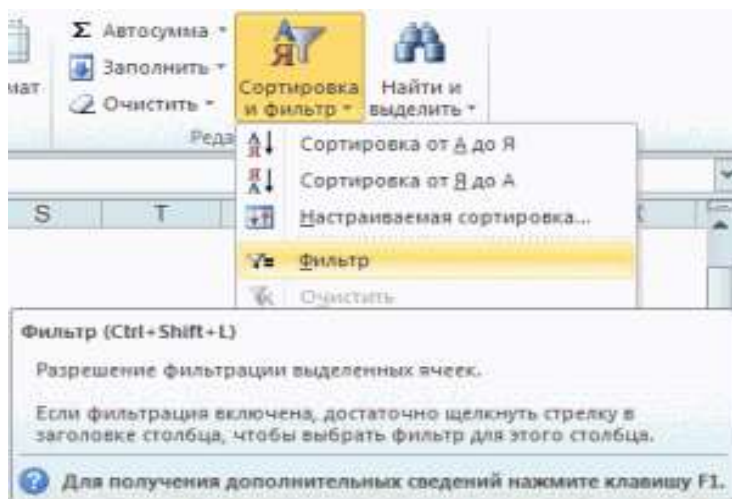 Σ Автосумма
Заполнить
Очистить
мат
Сортировка
и фильтр
Найти и
выделить
Реда
Сортировка от А до Я
Сортировка от Я до А
Настраиваемая сортировка...
S T
Фильтр
Очистить
Фильтр (Ctrl+Shift+L)
Разрешение фильтрации выделенных ячеек.
Если фильтрация включена, достаточно щелкнуть стрелку в
заголовке столбца, чтобы выбрать фильтр для этого столбца.
Для получения дополнительных сведений нажмите клавишу F1.